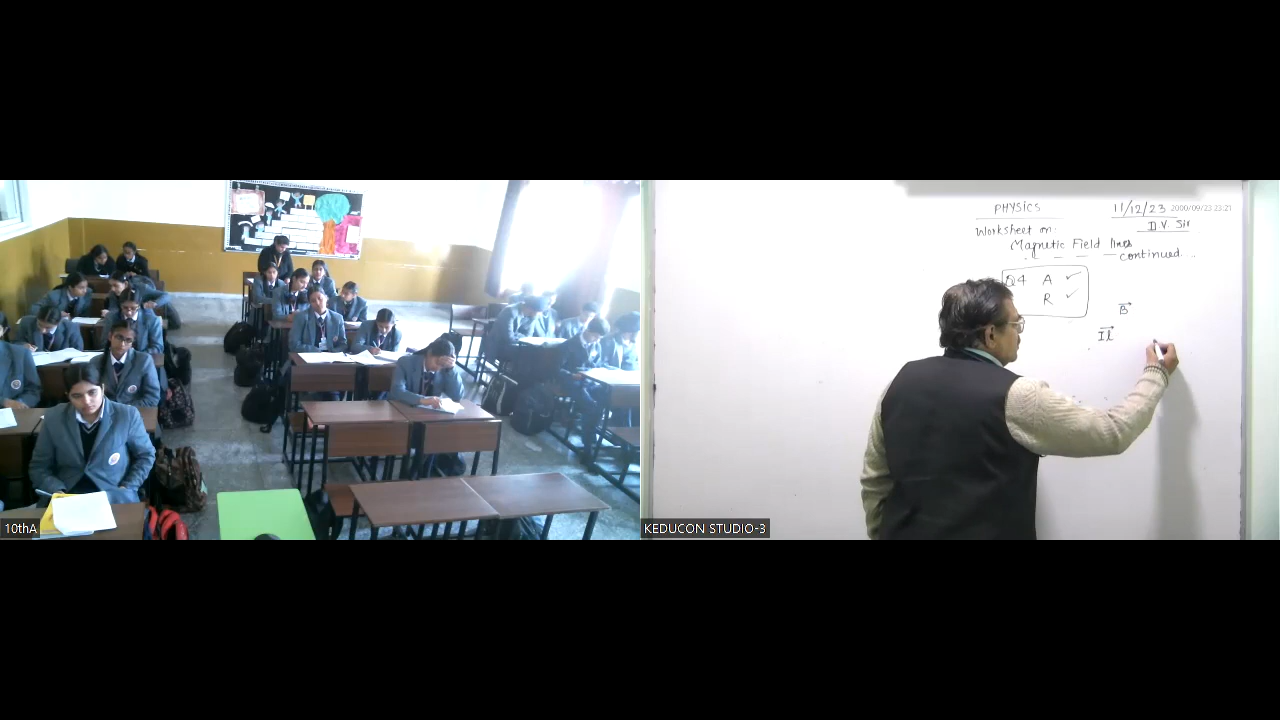 PHYSICS
11/12/23 2000/09/23 23:21
D.V. Sir
Worksheet on:
Magnetic Field lines
continued...
Q4 A ✓
R ✓
B⃗
Il⃗
10thA
KEDUCON STUDIO-3